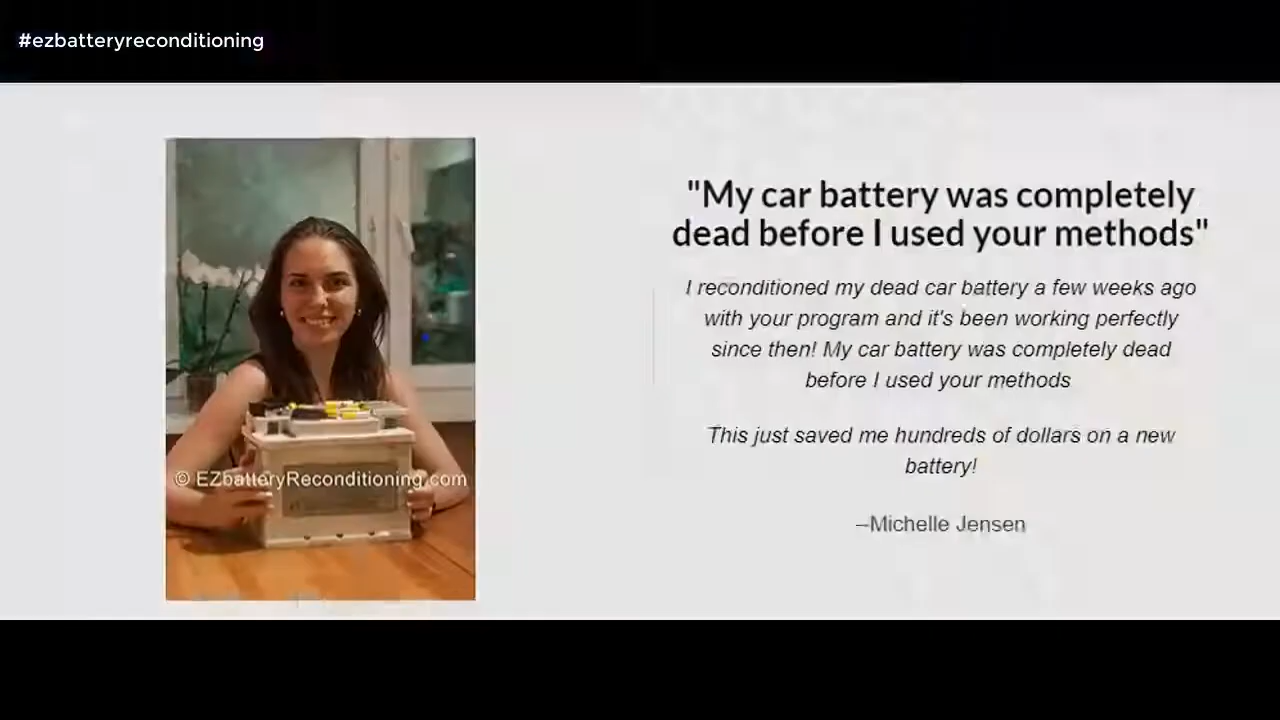 #ezbatteryreconditioning
"My car battery was completely
dead before I used your methods"
I reconditioned my dead car battery a few weeks ago
with your program and it's been working perfectly
since then! My car battery was completely dead
before I used your methods
This just saved me hundreds of dollars on a new
battery!
--Michelle Jensen
© EZbatteryReconditioning.com